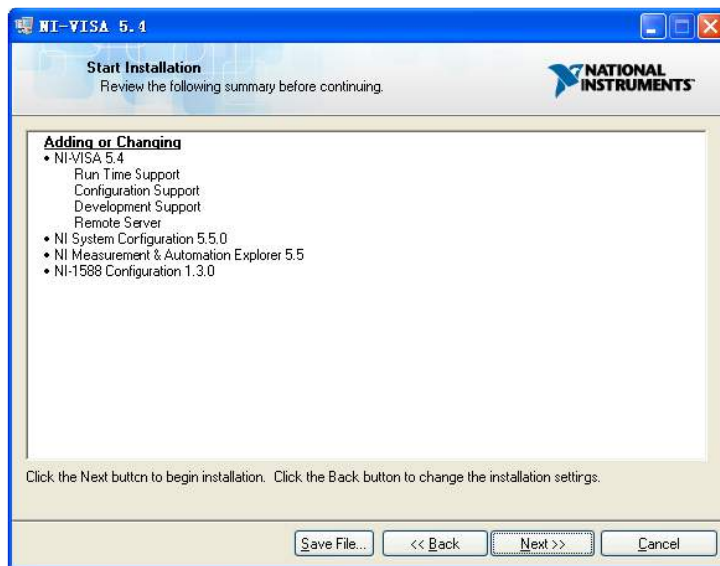 NI-VISA 5.4
Start Installation
Review the following summary before continuing.
NATIONAL
INSTRUMENTS
Adding or Changing
• NI-VISA 5.4
Run Time Support
Configuration Support
Development Support
Remote Server
• NI System Configuration 5.5.0
• NI Measurement & Automation Explorer 5.5
• NI-1588 Configuration 1.3.0
Click the Next button to begin installation. Click the Back button to change the installation settings.
Save File... << Back Next >> Cancel